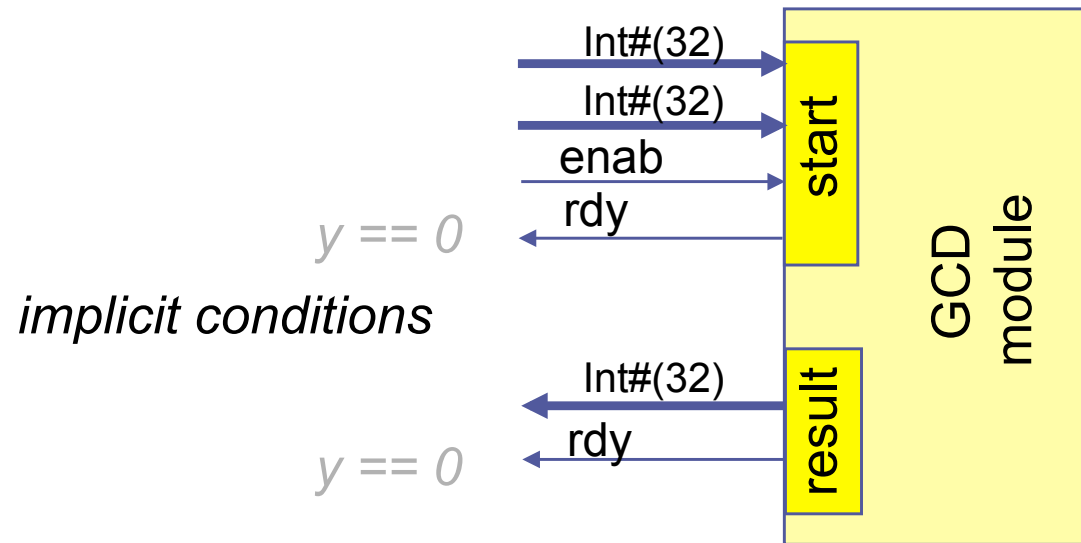 Int#(32)
Int#(32)
enab
rdy
start
y == 0
implicit conditions
GCD
module
Int#(32)
rdy
result
y == 0